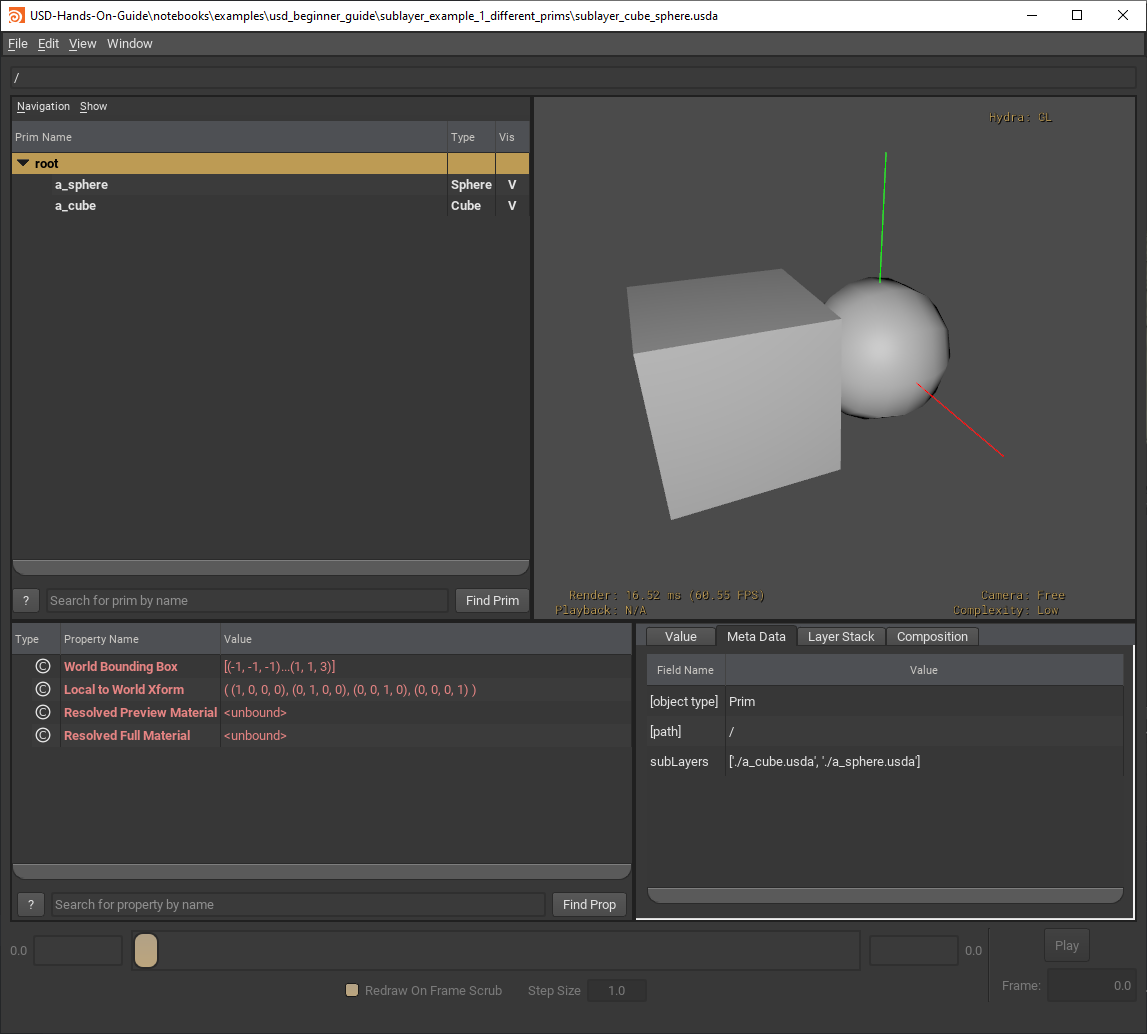 USD-Hands-On-Guide\notebooks\examples\usd_beginner_guide\sublayer_example_1_different_prims\sublayer_cube_sphere.usda
File Edit View Window
/
Navigation Show
Prim Name Type Vis
root
a_sphere Sphere V
a_cube Cube V
Hydra: GL
Render: 16.52 ms (60.55 FPS)
Playback: N/A
Camera: Free
Complexity: Low
? Search for prim by name Find Prim
Type Property Name Value
© World Bounding Box [(-1, -1, -1)...(1, 1, 3)]
© Local to World Xform ( (1, 0, 0, 0), (0, 1, 0, 0), (0, 0, 1, 0), (0, 0, 0, 1) )
© Resolved Preview Material <unbound>
© Resolved Full Material <unbound>
? Search for property by name Find Prop
Value Meta Data Layer Stack Composition
Field Name Value
[object type] Prim
[path] /
subLayers ['./a_cube.usda', './a_sphere.usda']
0.0 0.0 Play
Redraw On Frame Scrub Step Size 1.0 Frame: 0.0